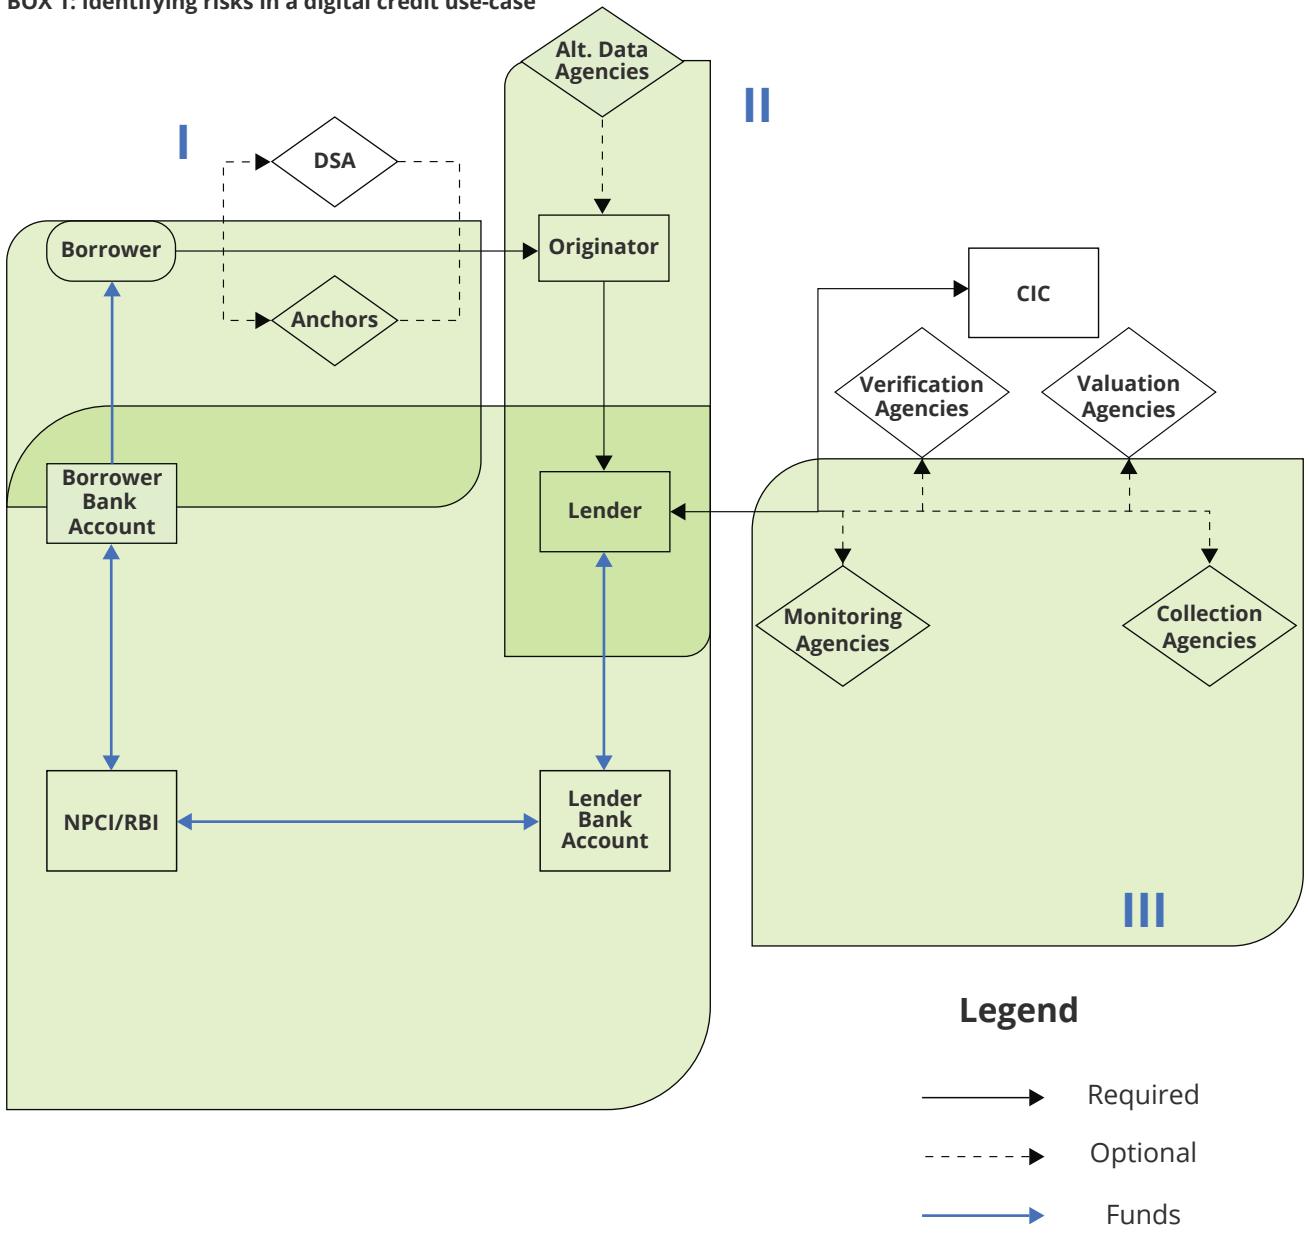 BOX 1: Identifying risks in a digital credit use-case
Alt. Data
Agencies
II
I
DSA
Borrower
Originator
CIC
Anchors
Verification
Agencies
Valuation
Agencies
Borrower
Bank
Account
Lender
Monitoring
Agencies
Collection
Agencies
NPCI/RBI
Lender
Bank
Account
III
Legend
Required
Optional
Funds